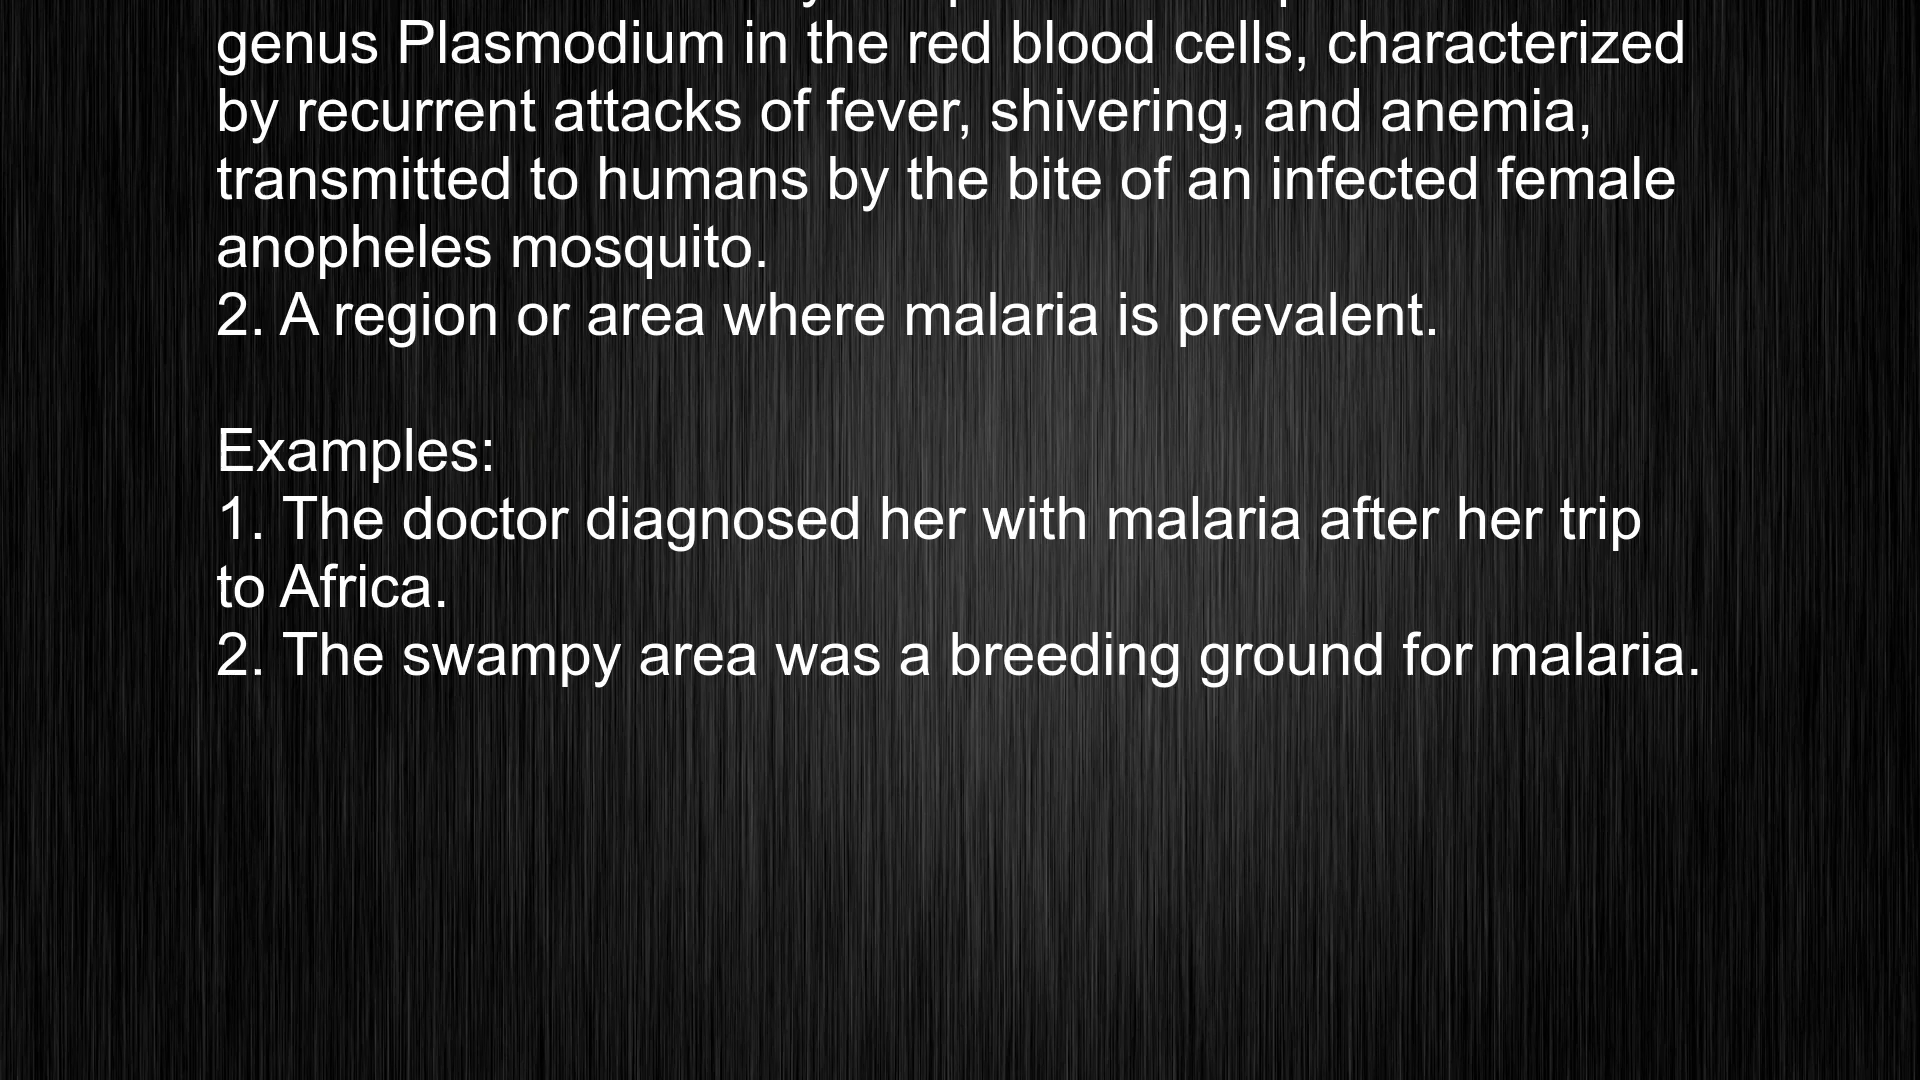 genus Plasmodium in the red blood cells, characterized
by recurrent attacks of fever, shivering, and anemia,
transmitted to humans by the bite of an infected female
anopheles mosquito.
2. A region or area where malaria is prevalent.
Examples:
1. The doctor diagnosed her with malaria after her trip
to Africa.
2. The swampy area was a breeding ground for malaria.